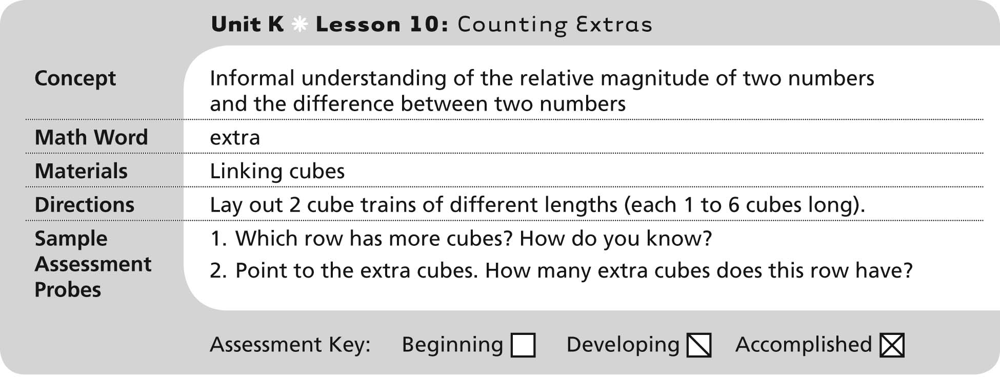 Unit K ✳ Lesson 10: Counting Extras
Concept
Informal understanding of the relative magnitude of two numbers
and the difference between two numbers
Math Word
extra
Materials
Linking cubes
Directions
Lay out 2 cube trains of different lengths (each 1 to 6 cubes long).
Sample
Assessment
Probes
1. Which row has more cubes? How do you know?
2. Point to the extra cubes. How many extra cubes does this row have?
Assessment Key: Beginning ☐ Developing ⍂ Accomplished ☒